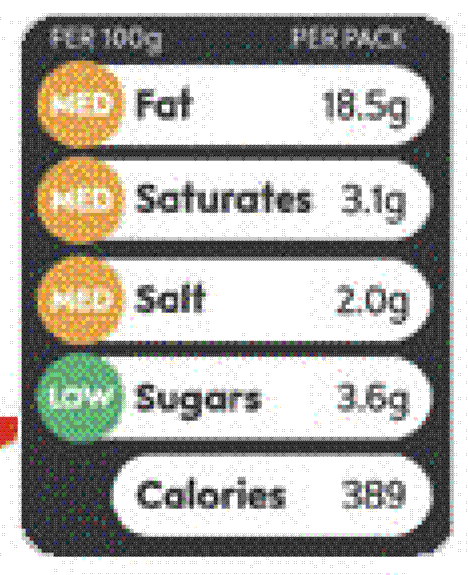 PER 100g PER PACK
MED Fat 18.5g
MED Saturates 3.1g
MED Salt 2.0g
LOW Sugars 3.6g
Calories 389